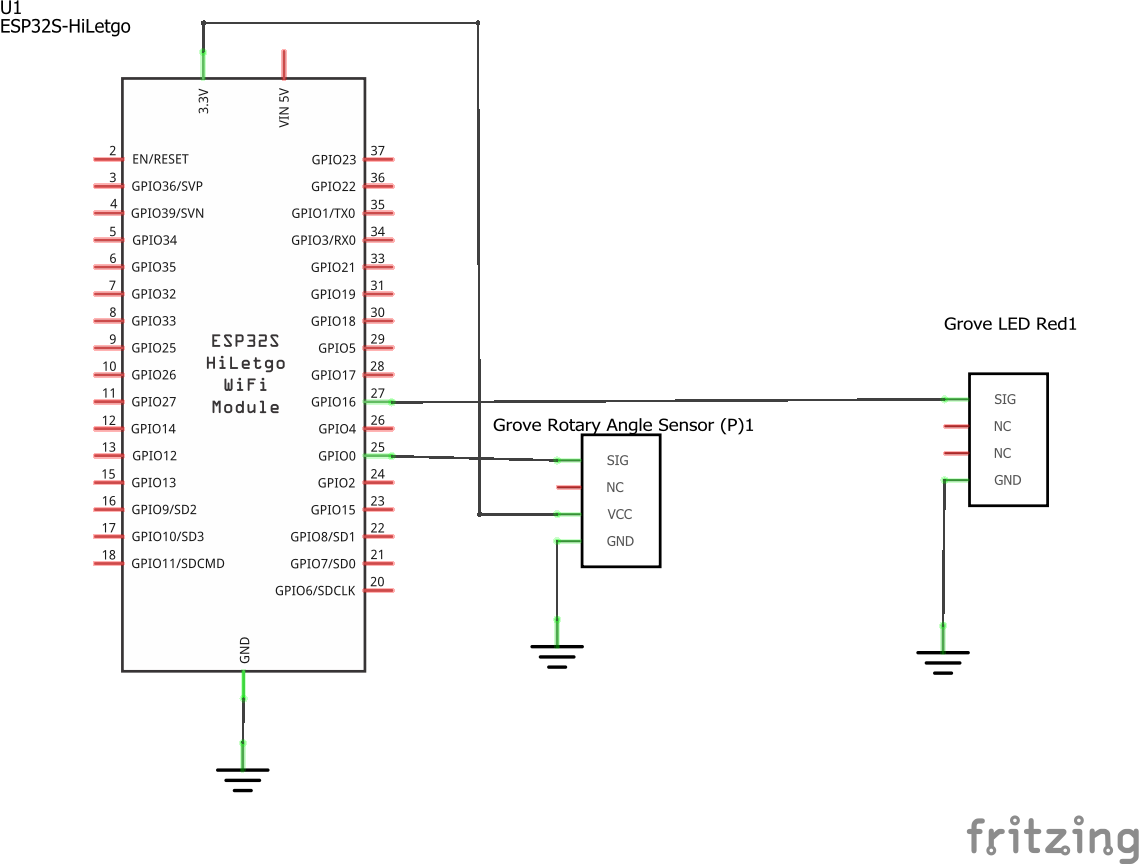 U1
ESP32S-HiLetgo
3.3V
VIN 5V
2 EN/RESET GPIO23 37
3 GPIO36/SVP GPIO22 36
4 GPIO39/SVN GPIO1/TX0 35
5 GPIO34 GPIO3/RX0 34
6 GPIO35 GPIO21 33
7 GPIO32 GPIO19 31
8 GPIO33 GPIO18 30
9 GPIO25 GPIO5 29
10 GPIO26 GPIO17 28
11 GPIO27 GPIO16 27
12 GPIO14 GPIO4 26
13 GPIO12 GPIO0 25
15 GPIO13 GPIO2 24
16 GPIO9/SD2 GPIO15 23
17 GPIO10/SD3 GPIO8/SD1 22
18 GPIO11/SDCMD GPIO7/SD0 21
GPIO6/SDCLK 20
ESP32S
HiLetgo
WiFi
Module
GND
Grove Rotary Angle Sensor (P)1
SIG
NC
VCC
GND
Grove LED Red1
SIG
NC
NC
GND
fritzing